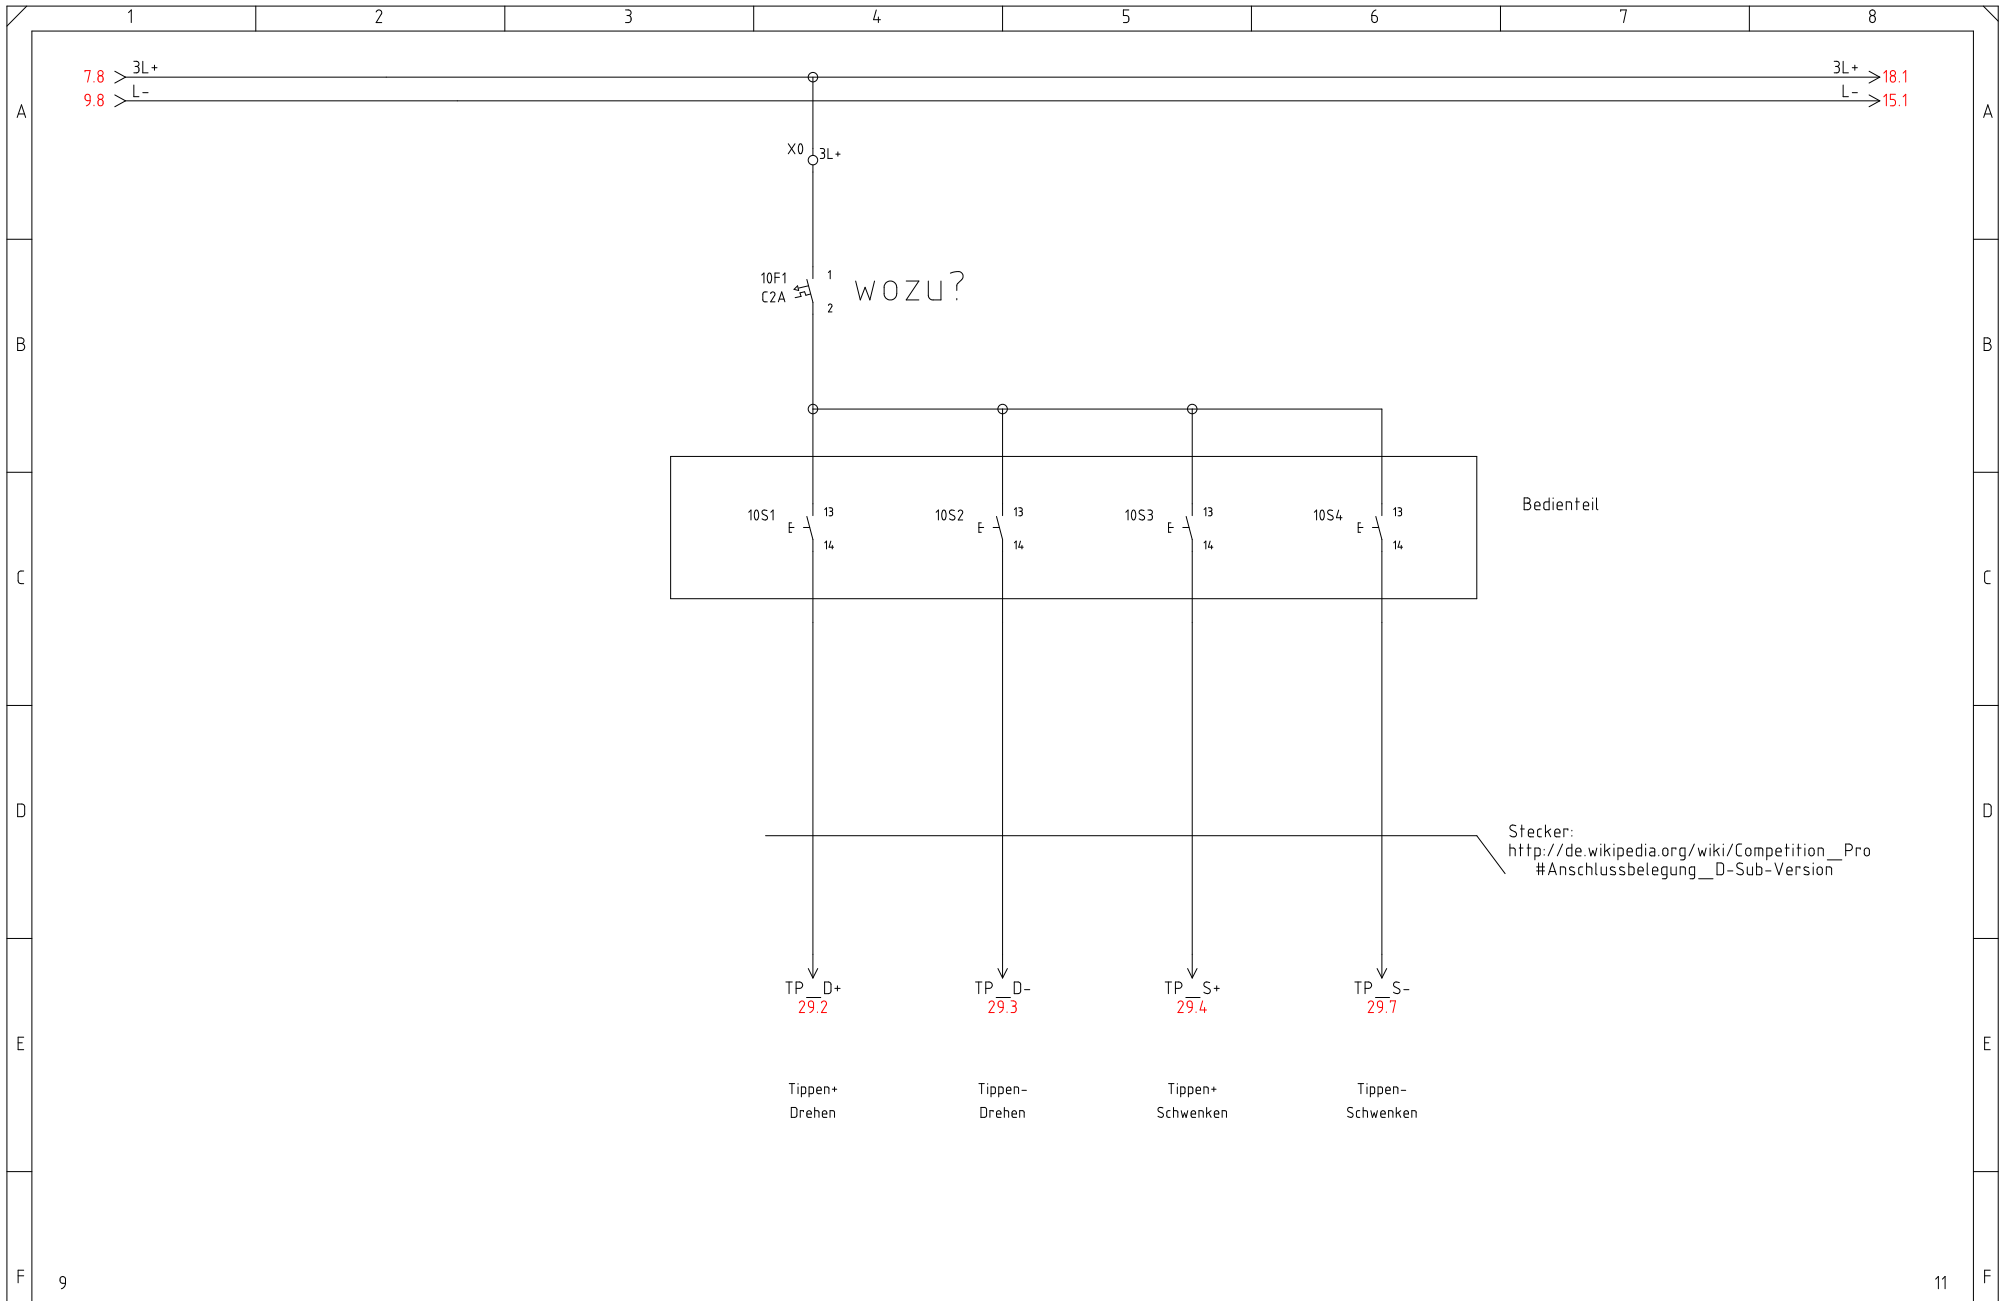 1 2 3 4 5 6 7 8
7.8 3L+ 3L+ 18.1
9.8 L- L- 15.1
A A
X0 3L+
10F1 1
C2A 2
WOZU?
B B
Bedienteil
10S1 13 10S2 13 10S3 13 10S4 13
E E E E
14 14 14 14
C C
D D
Stecker:
http://de.wikipedia.org/wiki/Competition__Pro
#Anschlussbelegung__D-Sub-Version
TP__D+ TP__D- TP__S+ TP__S-
29.2 29.3 29.4 29.7
E E
Tippen+ Tippen- Tippen+ Tippen-
Drehen Drehen Schwenken Schwenken
F 9 11 F